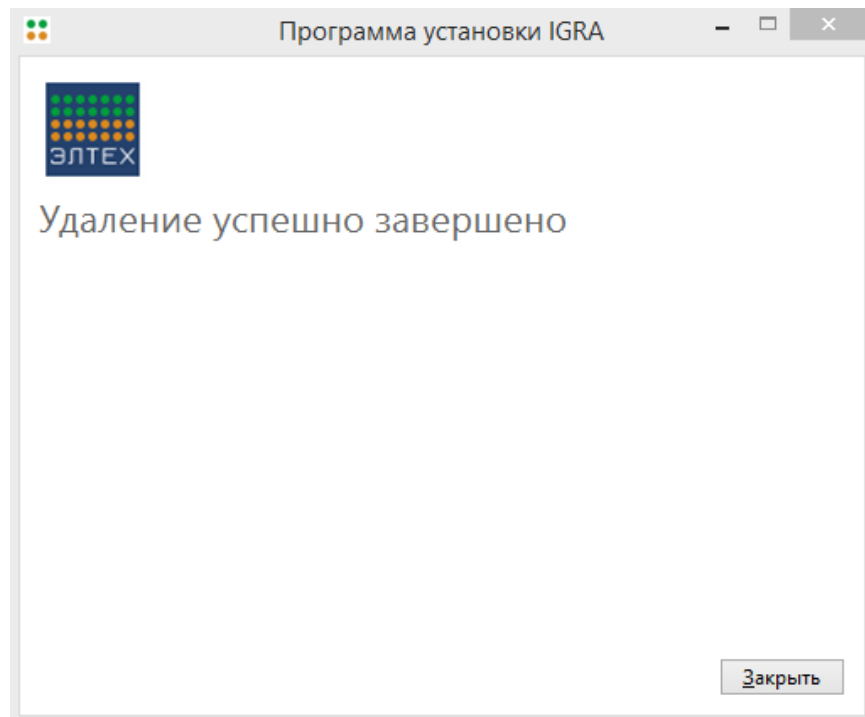 Программа установки IGRA
ЭЛТЕХ
Удаление успешно завершено
Закрыть